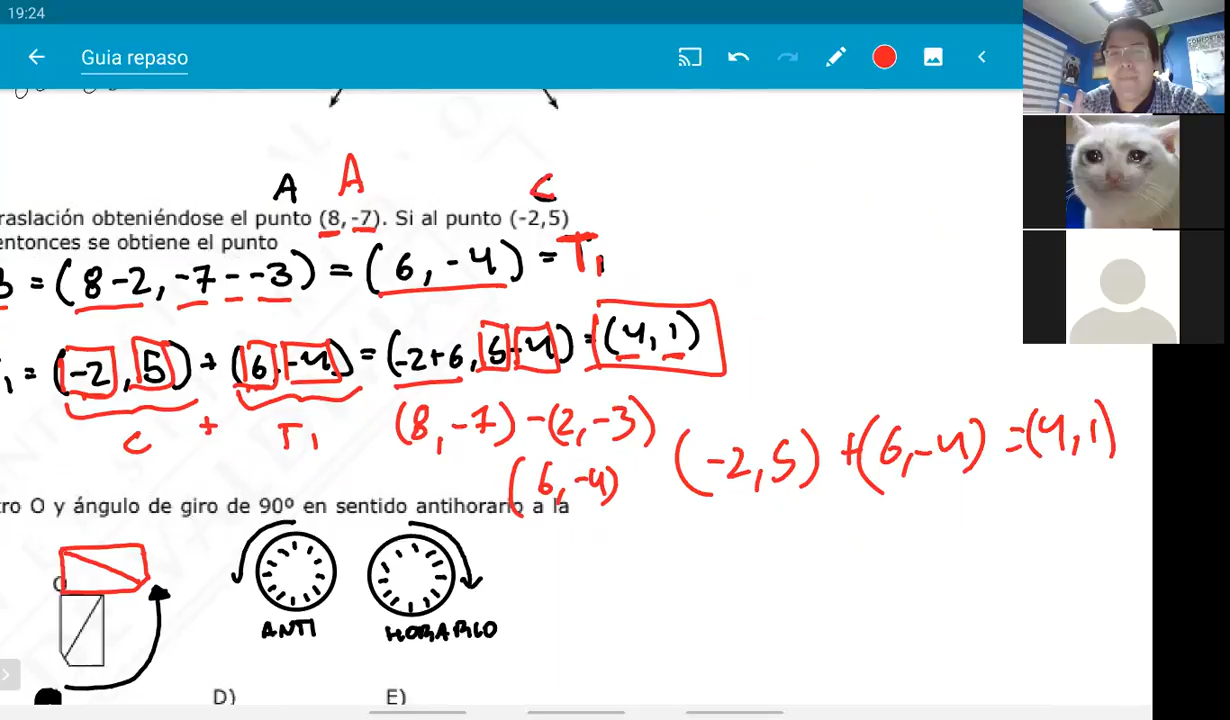 19:24
Guia repaso
A A C
raslación obteniéndose el punto (8, -7). Si al punto (-2,5)
entonces se obtiene el punto
3 = (8-2, -7 - -3) = (6, -4) = T1
1 = (-2, 5) + (6, -4) = (-2+6, 5-4) = (4, 1)
C + T1
(8, -7) - (2, -3)
(6, -4)
(-2, 5) + (6, -4) = (4, 1)
tro O y ángulo de giro de 90º en sentido antihorario a la
ANTI HORARIO
D) E)